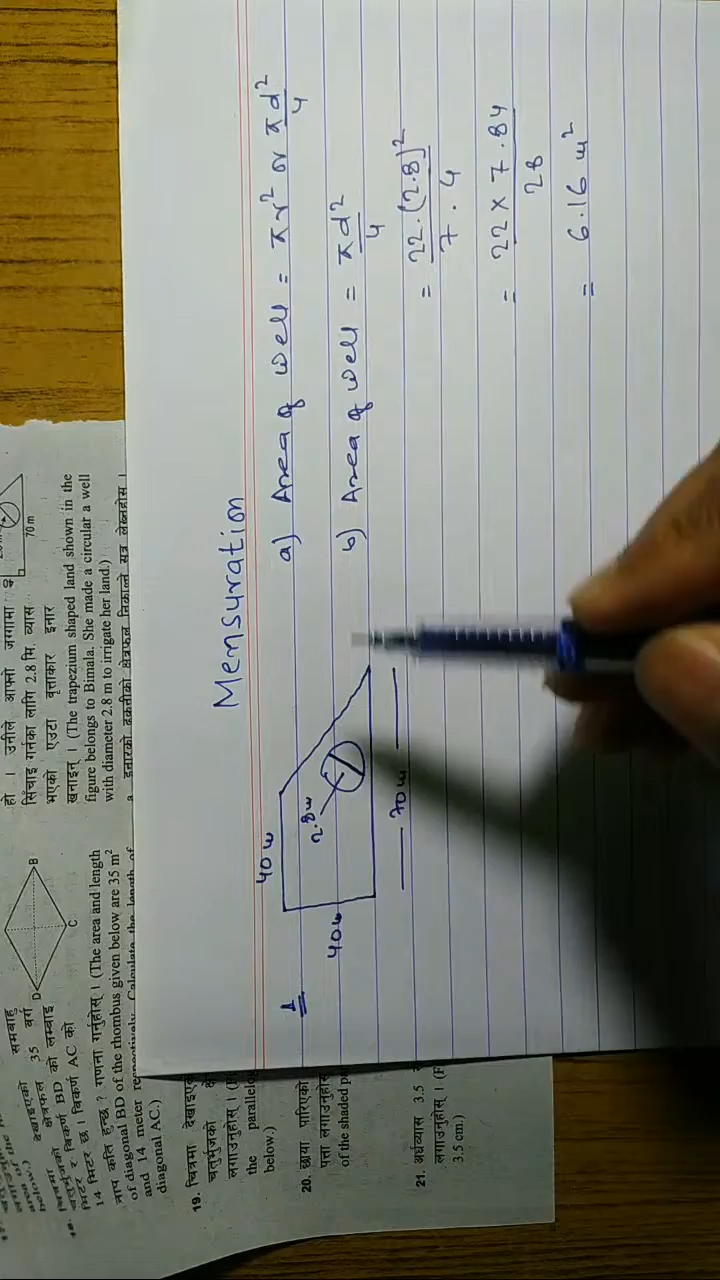 Mensuration
1
40m
40m
2.8m
70m
a) Area of well = πr² or πd²/4
b) Area of well = πd²/4
= 22.(2.8)²/7.4
= 22 × 7.84/28
= 6.16 m²
70 m
हो । उनीले आफ्नो जग्गामा
सिंचाइ गर्नका लागि 2.8 मि. व्यास
भएको एउटा वृत्ताकार इनार
खनाइन् । (The trapezium shaped land shown in the
figure belongs to Bimala. She made a circular a well
with diameter 2.8 m to irrigate her land.)
D B
C
समबाहु
देखाइएको 35 वर्ग
क्षेत्रफल
मिटर र विकर्ण BD को लम्बाइ
14 मिटर छ । विकर्ण AC को
नाप कति हुन्छ ? गणना गर्नुहोस् । (The area and length
of diagonal BD of the rhombus given below are 35 m²
and 14 meter respectively. Calculate the length of
diagonal AC.)
19. चित्रमा देखाइएको
चतुर्भुजको
लगाउनुहोस् ।
the
below.)
20. छाया पारिएको
पत्ता लगाउनुहोस्
of the shaded
21. अर्धव्यास 3.5
लगाउनुहोस् ।
3.5 cm.)